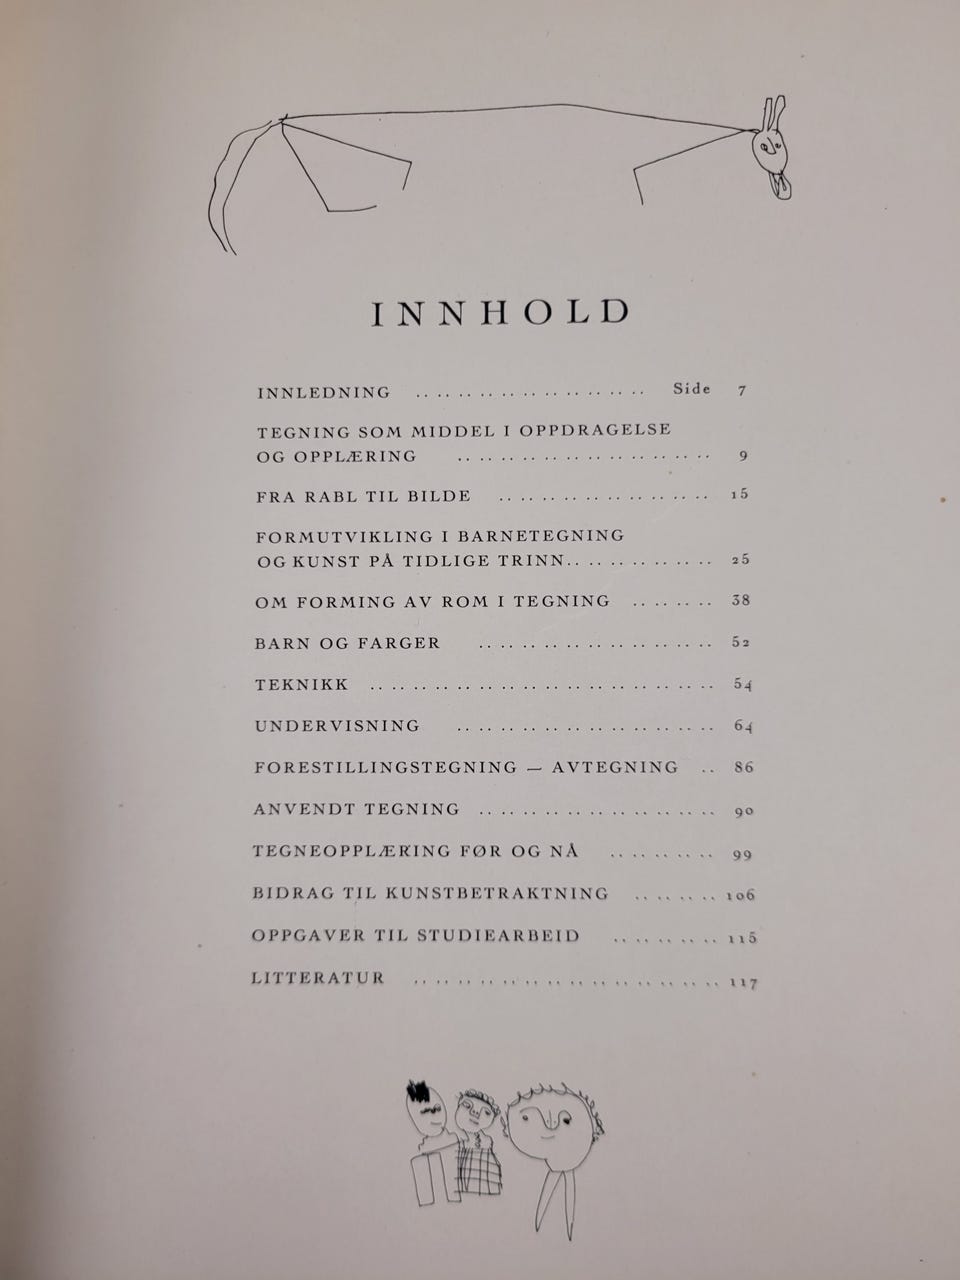 INNHOLD
INNLEDNING .. .. .. .. .. .. .. .. .. .. .. Side 7
TEGNING SOM MIDDEL I OPPDRAGELSE
OG OPPLÆRING .. .. .. .. .. .. .. .. .. .. .. .. 9
FRA RABL TIL BILDE .. .. .. .. .. .. .. .. .. .. 15
FORMUTVIKLING I BARNETEGNING
OG KUNST PÅ TIDLIGE TRINN.. .. .. .. .. .. .. 25
OM FORMING AV ROM I TEGNING .. .. .. .. 38
BARN OG FARGER .. .. .. .. .. .. .. .. .. .. .. 52
TEKNIKK .. .. .. .. .. .. .. .. .. .. .. .. .. .. .. .. 54
UNDERVISNING .. .. .. .. .. .. .. .. .. .. .. .. 64
FORESTILLINGSTEGNING — AVTEGNING .. 86
ANVENDT TEGNING .. .. .. .. .. .. .. .. .. .. .. 90
TEGNEOPPLÆRING FØR OG NÅ .. .. .. .. .. 99
BIDRAG TIL KUNSTBETRAKTNING .. .. .. .. 106
OPPGAVER TIL STUDIEARBEID .. .. .. .. .. 115
LITTERATUR .. .. .. .. .. .. .. .. .. .. .. .. .. .. 117